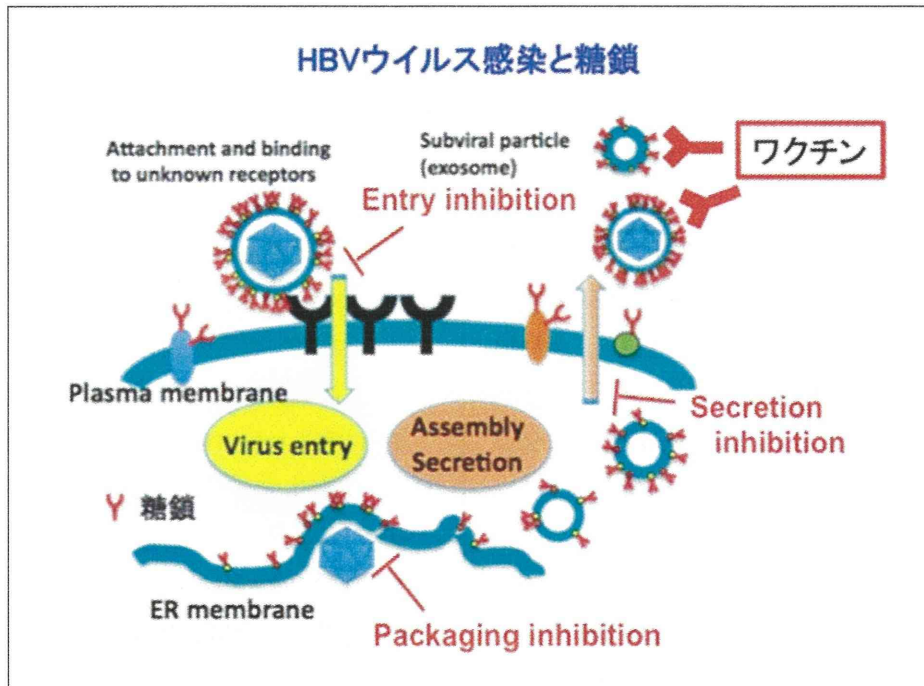 HBVウイルス感染と糖鎖
Attachment and binding
to unknown receptors
Subviral particle
(exosome)
Entry inhibition
ワクチン
Plasma membrane
Virus entry
Assembly
Secretion
Secretion
inhibition
糖鎖
ER membrane
Packaging inhibition